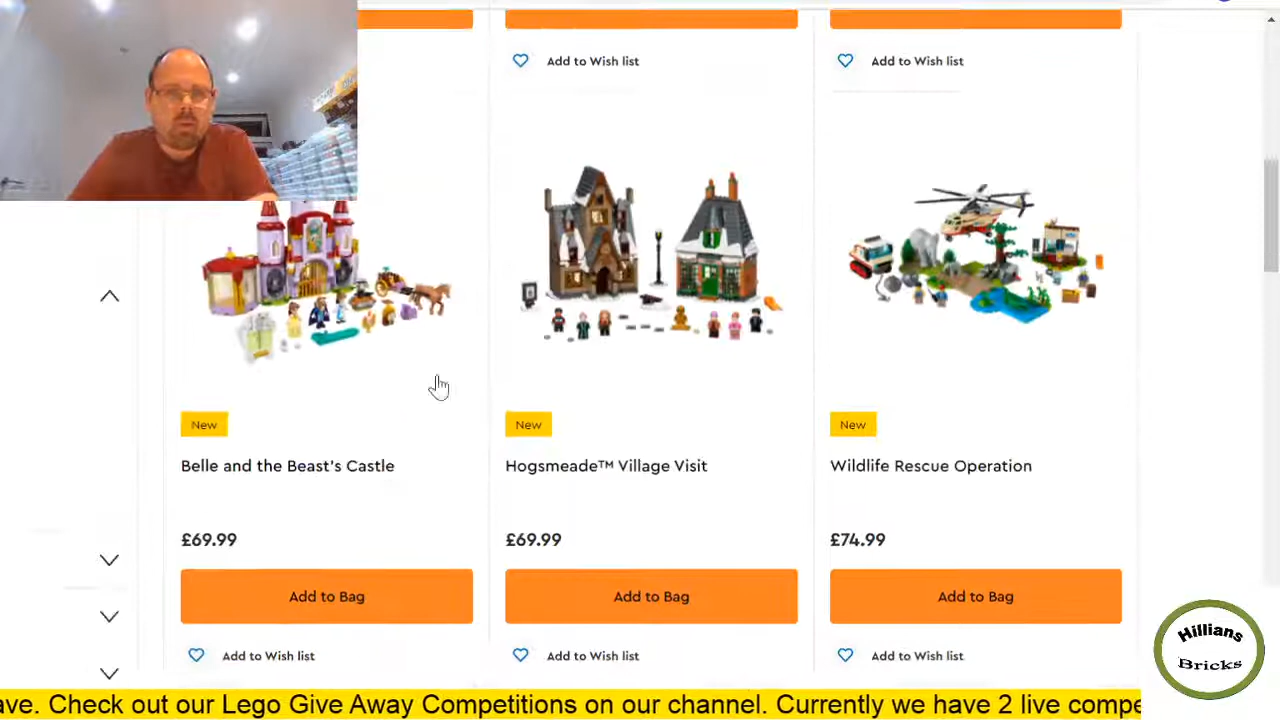 Add to Wish list
Add to Wish list
New
New
New
Belle and the Beast's Castle
Hogsmeade™ Village Visit
Wildlife Rescue Operation
£69.99
£69.99
£74.99
Add to Bag
Add to Bag
Add to Bag
Add to Wish list
Add to Wish list
Add to Wish list
Hillians
Bricks
ave. Check out our Lego Give Away Competitions on our channel. Currently we have 2 live compe